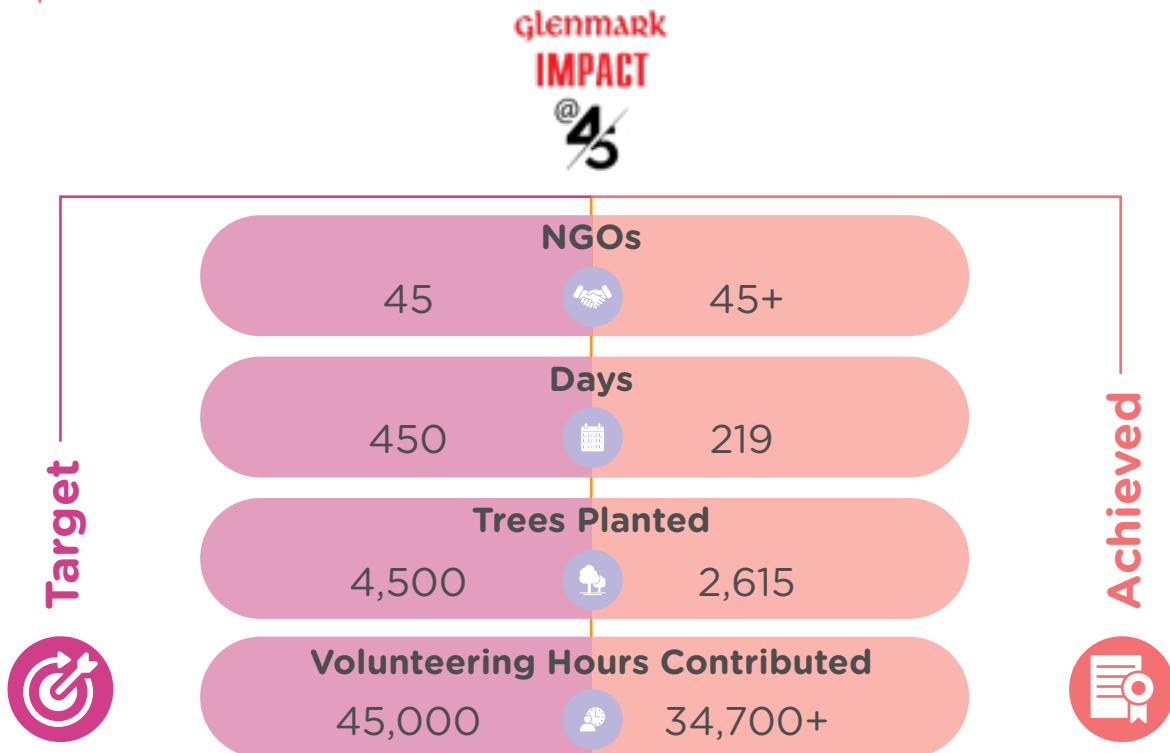 Glenmark
IMPACT
@45
NGOs
45 45+
Days
450 219
Trees Planted
4,500 2,615
Volunteering Hours Contributed
45,000 34,700+
Target
Achieved